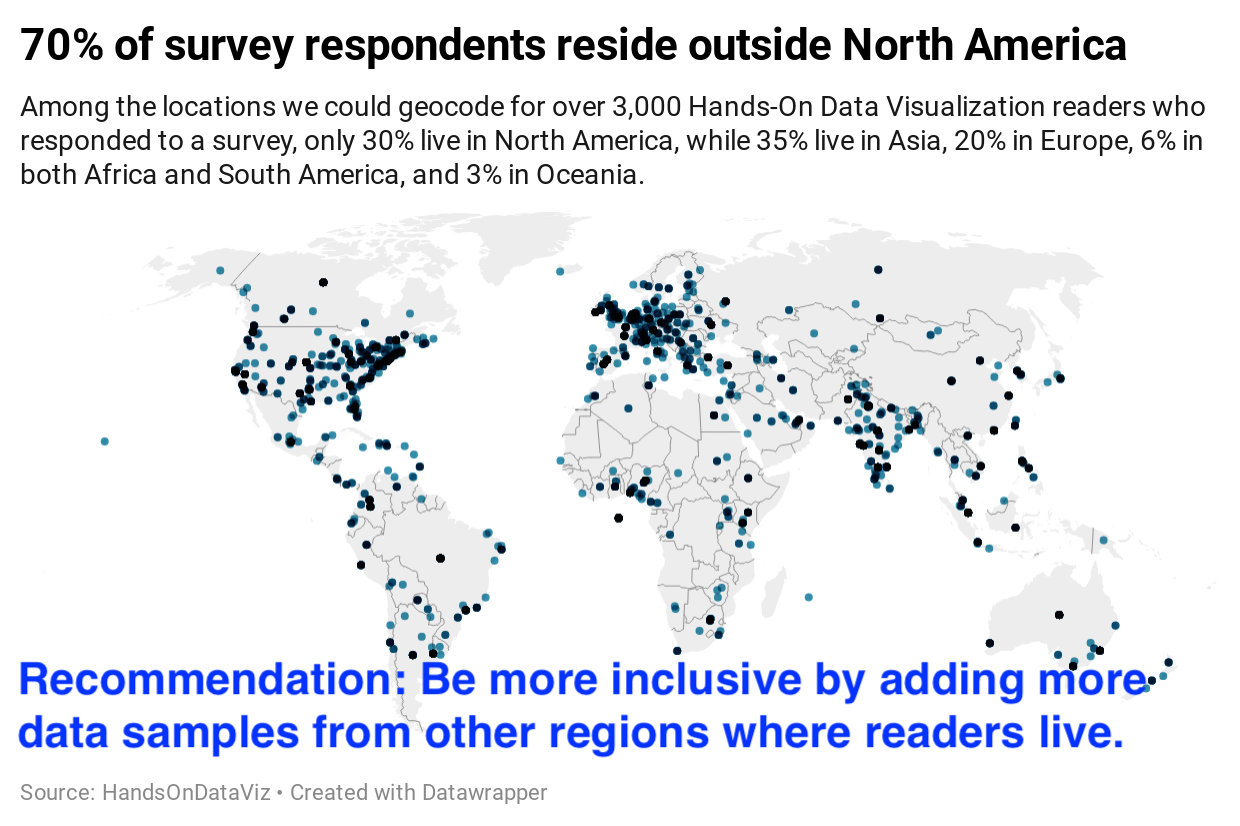 70% of survey respondents reside outside North America
Among the locations we could geocode for over 3,000 Hands-On Data Visualization readers who
responded to a survey, only 30% live in North America, while 35% live in Asia, 20% in Europe, 6% in
both Africa and South America, and 3% in Oceania.
Recommendation: Be more inclusive by adding more
data samples from other regions where readers live.
Source: HandsOnDataViz • Created with Datawrapper